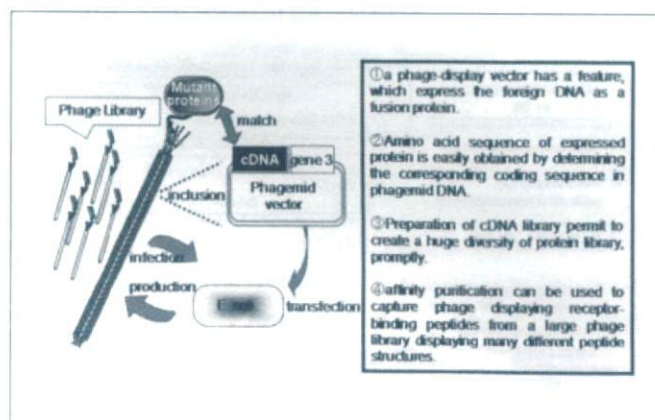 Mutant
proteins
Phage Library
match
cDNA gene 3
Phagemid
vector
inclusion
infection
production
transfection
①a phage-display vector has a feature,
which express the foreign DNA as a
fusion protein.
②Amino acid sequence of expressed
protein is easily obtained by determining
the corresponding coding sequence in
phagemid DNA.
③Preparation of cDNA library permit to
create a huge diversity of protein library,
promptly.
④affinity purification can be used to
capture phage displaying receptor-
binding peptides from a large phage
library displaying many different peptide
structures.